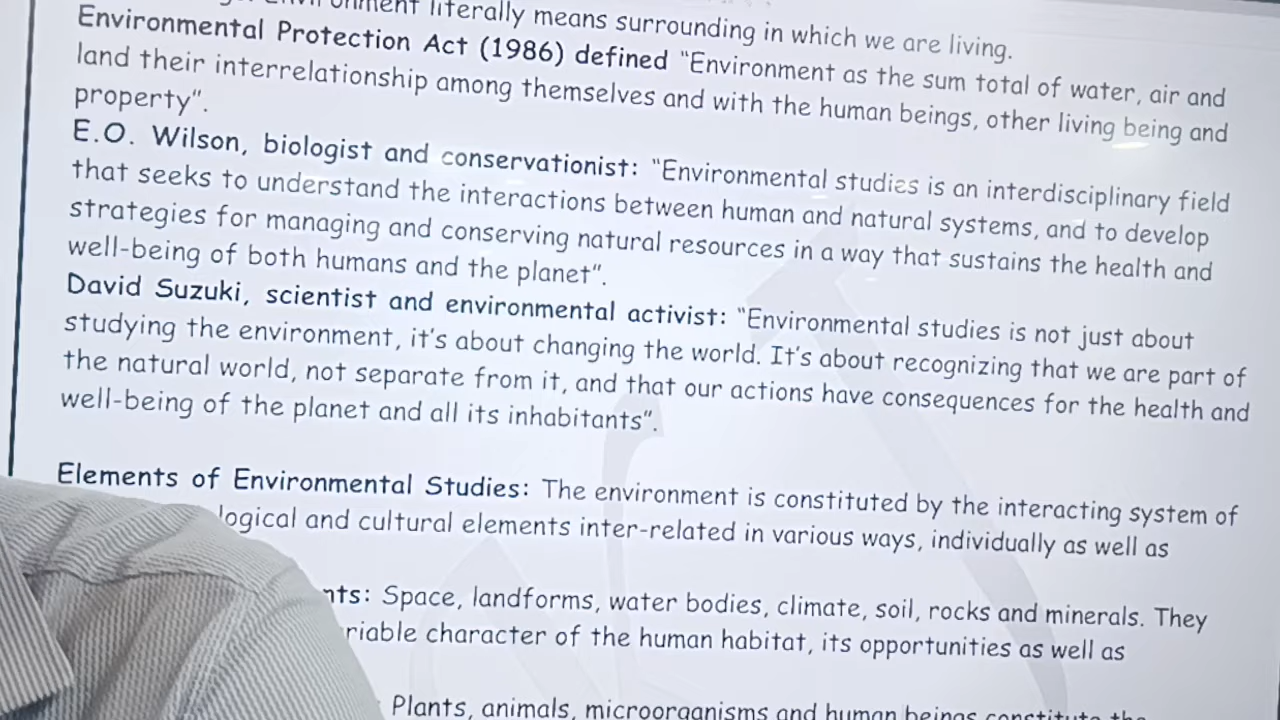 literally means surrounding in which we are living.
Environmental Protection Act (1986) defined "Environment as the sum total of water, air and
land their interrelationship among themselves and with the human beings, other living being and
property".
E.O. Wilson, biologist and conservationist: "Environmental studies is an interdisciplinary field
that seeks to understand the interactions between human and natural systems, and to develop
strategies for managing and conserving natural resources in a way that sustains the health and
well-being of both humans and the planet".
David Suzuki, scientist and environmental activist: "Environmental studies is not just about
studying the environment, it's about changing the world. It's about recognizing that we are part of
the natural world, not separate from it, and that our actions have consequences for the health and
well-being of the planet and all its inhabitants".
Elements of Environmental Studies: The environment is constituted by the interacting system of
logical and cultural elements inter-related in various ways, individually as well as
nts: Space, landforms, water bodies, climate, soil, rocks and minerals. They
riable character of the human habitat, its opportunities as well as
Plants, animals, microorganisms and human beings constitute the